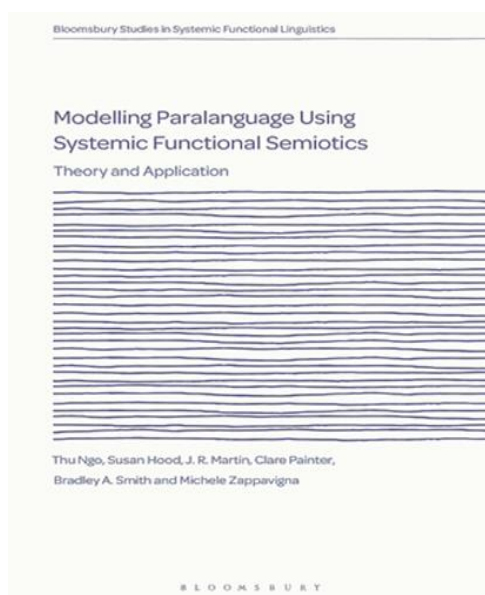 Bloomsbury Studies in Systemic Functional Linguistics
Modelling Paralanguage Using
Systemic Functional Semiotics
Theory and Application
Thu Ngo, Susan Hood, J. R. Martin, Clare Painter,
Bradley A. Smith and Michele Zappavigna
BLOOMSBURY